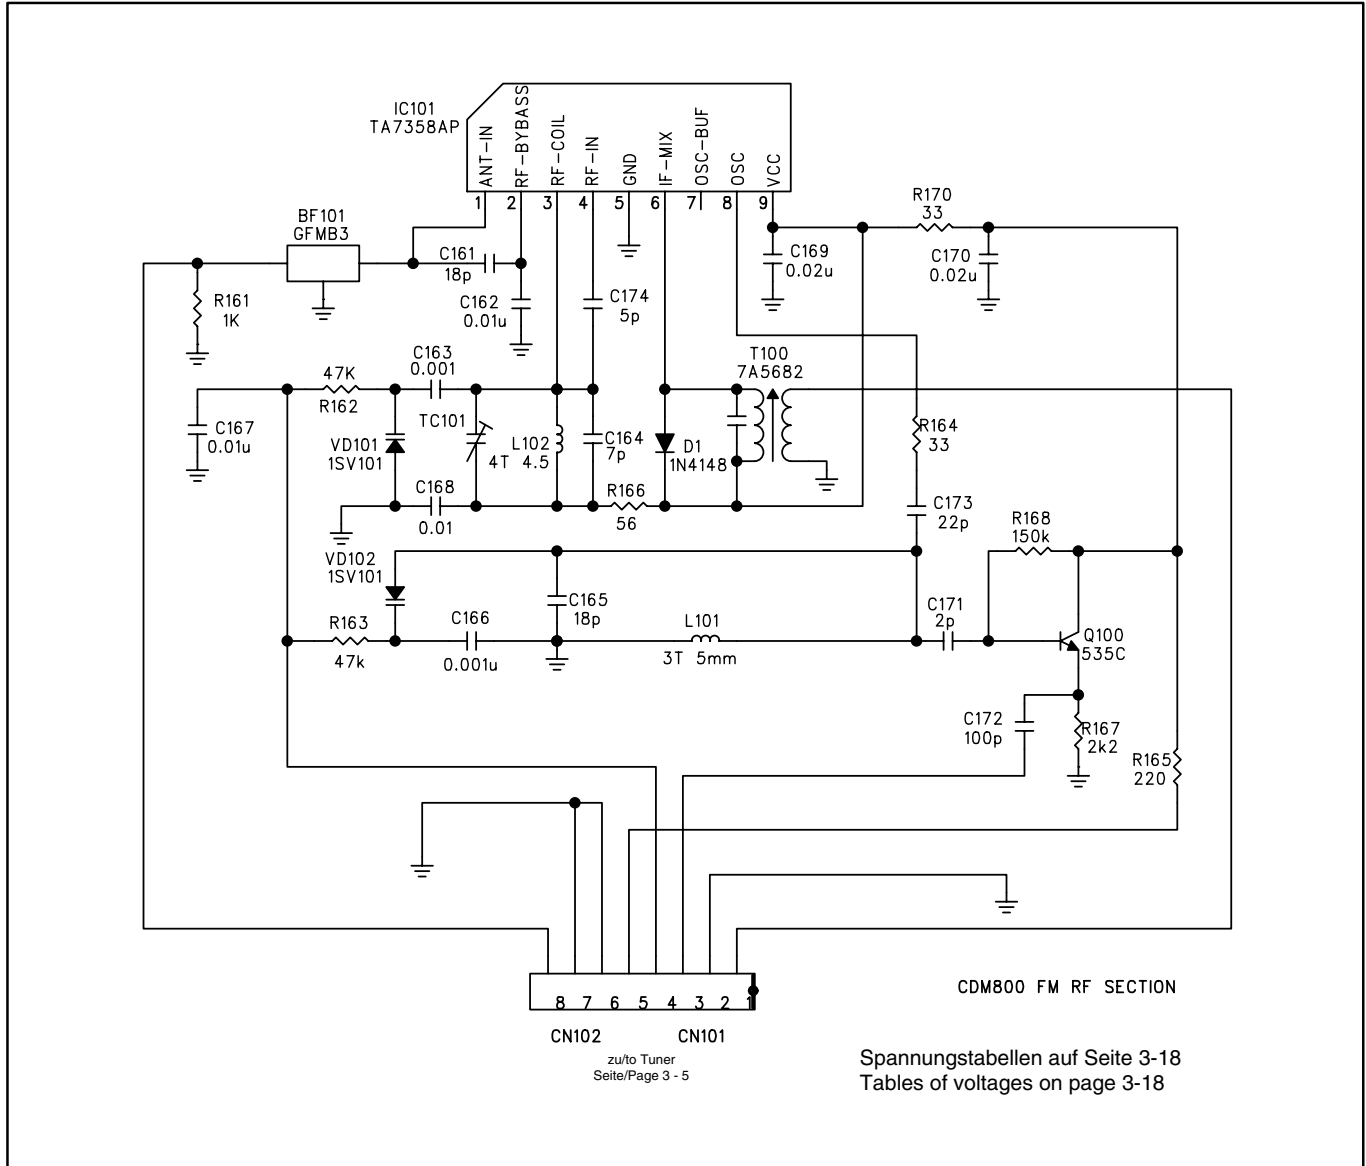 IC101
TA7358AP
ANT-IN
RF-BYBASS
RF-COIL
RF-IN
GND
IF-MIX
OSC-BUF
OSC
VCC
1 2 3 4 5 6 7 8 9
R170
33
BF101
GFMB3
C161
18p
C169
0.02u
C170
0.02u
R161
1K
C162
0.01u
C174
5p
C163
0.001
T100
7A5682
47K
R162
TC101
4T
C167
0.01u
VD101
1SV101
L102
4.5
C164
7p
D1
1N4148
R164
33
C168
0.01
R166
56
C173
22p
R168
150k
VD102
1SV101
C165
18p
C171
2p
R163
47k
C166
0.001u
L101
3T 5mm
Q100
535C
C172
100p
R167
2k2
R165
220
8 7 6 5 4 3 2 1
CN102
CN101
CDM800 FM RF SECTION
zu/to Tuner
Seite/Page 3 - 5
Spannungstabellen auf Seite 3-18
Tables of voltages on page 3-18